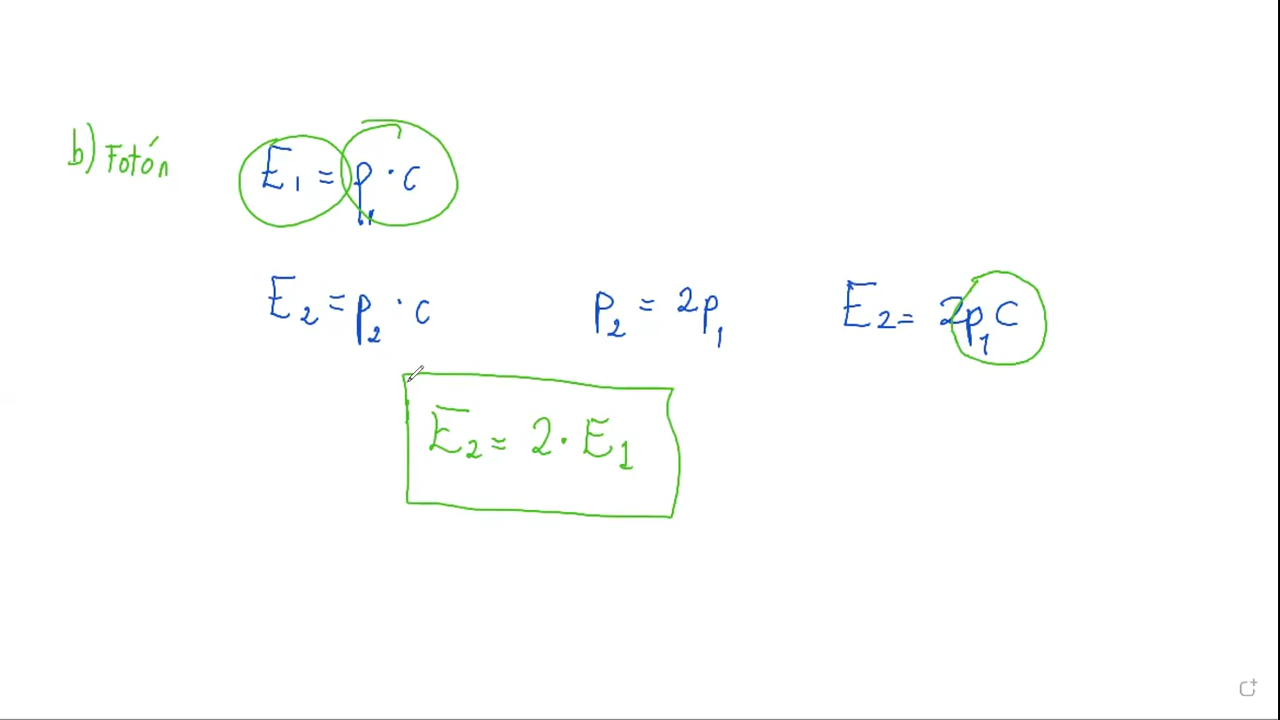 b) Fotón E₁ = p₁ · c
E₂ = p₂ · c p₂ = 2p₁ E₂ = 2p₁c
E₂ = 2 · E₁